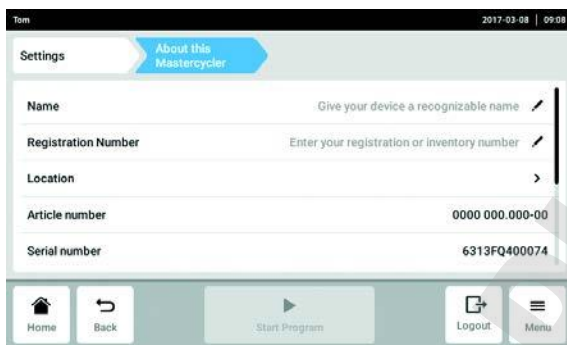 Tom
2017-03-08 | 09:08
Settings
About this
Mastercycler
Name
Give your device a recognizable name
Registration Number
Enter your registration or inventory number
Location
Article number
0000 000.000-00
Serial number
6313FQ400074
Home
Back
Start Program
Logout
Menu